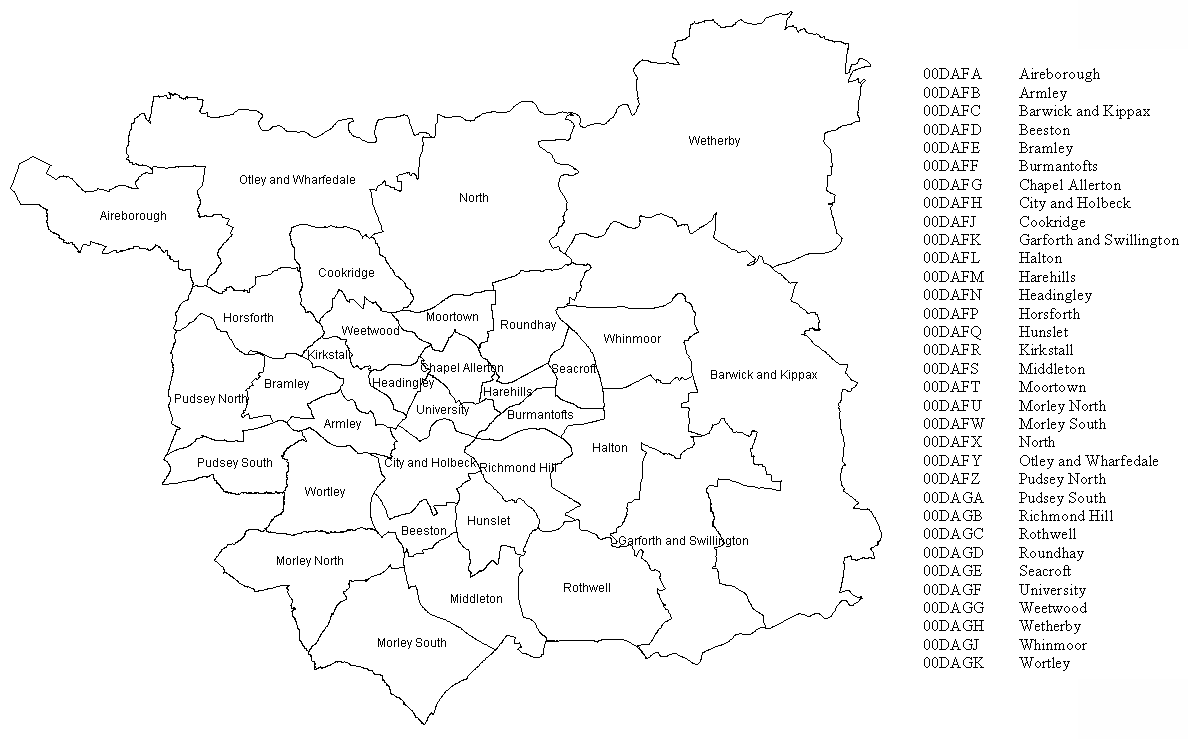 Wetherby
Otley and Wharfedale
North
Aireborough
Cookridge
Horsforth
Moortown
Roundhay
Weetwood
Whinmoor
Kirkstall
Chapel Allerton
Seacroft
Barwick and Kippax
Bramley
Headingley
Harehills
Pudsey North
University
Burmantofts
Armley
Halton
Pudsey South
City and Holbeck
Richmond Hill
Wortley
Hunslet
Beeston
Garforth and Swillington
Morley North
Rothwell
Middleton
Morley South
00DAFA Aireborough
00DAFB Armley
00DAFC Barwick and Kippax
00DAFD Beeston
00DAFE Bramley
00DAFF Burmantofts
00DAFG Chapel Allerton
00DAFH City and Holbeck
00DAFJ Cookridge
00DAFK Garforth and Swillington
00DAFL Halton
00DAFM Harehills
00DAFN Headingley
00DAFP Horsforth
00DAFQ Hunslet
00DAFR Kirkstall
00DAFS Middleton
00DAFT Moortown
00DAFU Morley North
00DAFW Morley South
00DAFX North
00DAFY Otley and Wharfedale
00DAFZ Pudsey North
00DAGA Pudsey South
00DAGB Richmond Hill
00DAGC Rothwell
00DAGD Roundhay
00DAGE Seacroft
00DAGF University
00DAGG Weetwood
00DAGH Wetherby
00DAGJ Whinmoor
00DAGK Wortley